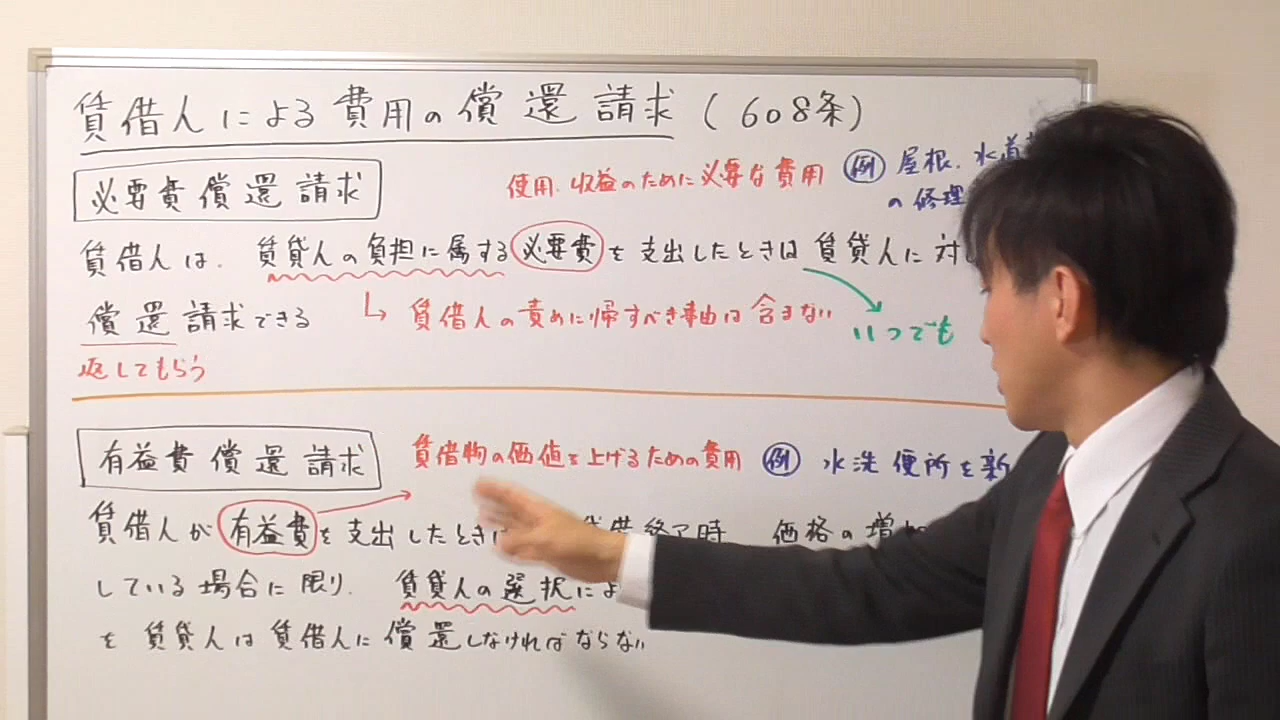 賃借人による費用の償還請求(608条)
必要費償還請求
使用.収益のために必要な費用 例 屋根.水道
の修理
賃借人は.賃貸人の負担に属する必要費を支出したときは賃貸人に対
償還請求できる
賃借人の責めに帰すべき事由は含まない
いつでも
返してもらう
有益費償還請求
賃借物の価値を上げるための費用 例 水洗便所を新
賃借人が有益費を支出したときは 終了時 価格の増加
している場合に限り.賃貸人の選択によ
を賃貸人は賃借人に償還しなければならない